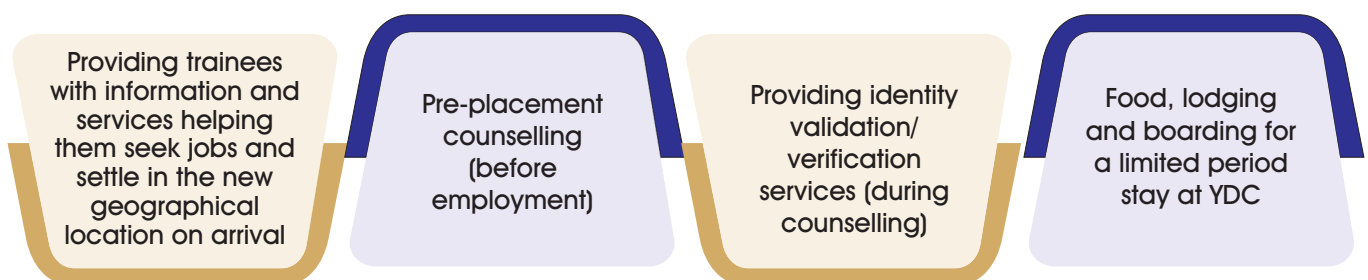 Providing trainees
with information and
services helping
them seek jobs and
settle in the new
geographical
location on arrival
Pre-placement
counselling
(before
employment)
Providing identity
validation/
verification
services (during
counselling)
Food, lodging
and boarding for
a limited period
stay at YDC